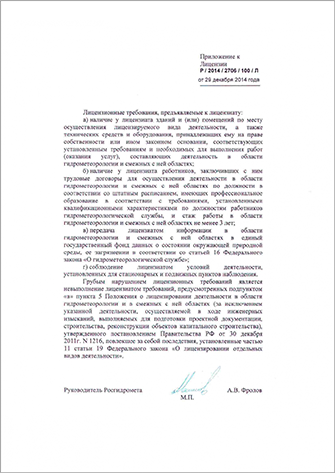 Приложение к
Лицензии
Р / 2014 / 2706 / 100 / Л
от 29 декабря 2014 года
Лицензионные требования, предъявляемые к лицензиату:
а) наличие у лицензиата зданий и (или) помещений по месту
осуществления лицензируемого вида деятельности, а также
технических средств и оборудования, принадлежащих ему на праве
собственности или ином законном основании, соответствующих
установленным требованиям и необходимых для выполнения работ
(оказания услуг), составляющих деятельность в области
гидрометеорологии и смежных с ней областях;
б) наличие у лицензиата работников, заключивших с ним
трудовые договоры для осуществления деятельности в области
гидрометеорологии и смежных с ней областях по должности в
соответствии со штатным расписанием, имеющих профессиональное
образование в соответствии с требованиями, установленными
квалификационными характеристиками по должностям работников
гидрометеорологической службы, и стаж работы в области
гидрометеорологии и смежных с ней областях не менее 3 лет;
в) передача лицензиатом информации в области
гидрометеорологии и смежных с ней областях в единый
государственный фонд данных о состоянии окружающей природной
среды, ее загрязнении в соответствии со статьей 16 Федерального
закона «О гидрометеорологической службе»;
г) соблюдение лицензиатом условий деятельности,
установленных для стационарных и подвижных пунктов наблюдения.
Грубым нарушением лицензионных требований является
невыполнение лицензиатом требований, предусмотренных подпунктом
«в» пункта 5 Положения о лицензировании деятельности в области
гидрометеорологии и в смежных с ней областях (за исключением
указанной деятельности, осуществляемой в ходе инженерных
изысканий, выполняемых для подготовки проектной документации,
строительства, реконструкции объектов капитального строительства),
утвержденного постановлением Правительства РФ от 30 декабря
2011г. N 1216, повлекшее за собой последствия, установленные частью
11 статьи 19 Федерального закона «О лицензировании отдельных
видов деятельности».
Руководитель Росгидромета
А.В. Фролов
М.П.